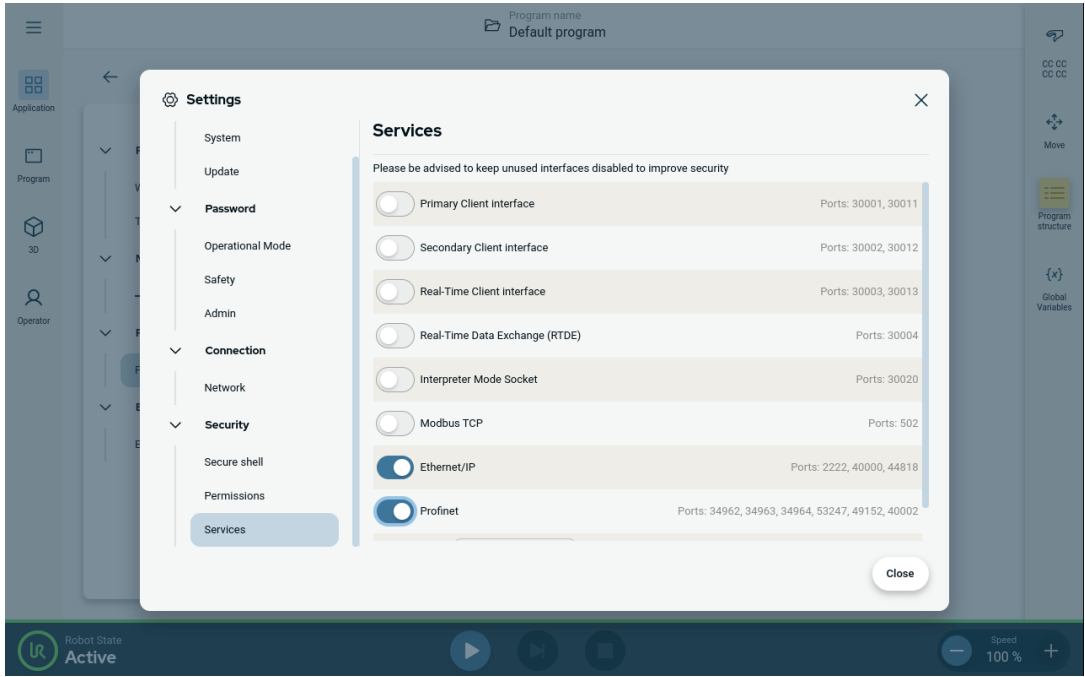 Program name
Default program
Application
Program
3D
Operator
Settings
System
Update
Password
Operational Mode
Safety
Admin
Connection
Network
Security
Secure shell
Permissions
Services
Services
Please be advised to keep unused interfaces disabled to improve security
Primary Client interface Ports: 30001, 30011
Secondary Client interface Ports: 30002, 30012
Real-Time Client interface Ports: 30003, 30013
Real-Time Data Exchange (RTDE) Ports: 30004
Interpreter Mode Socket Ports: 30020
Modbus TCP Ports: 502
Ethernet/IP Ports: 2222, 40000, 44818
Profinet Ports: 34962, 34963, 34964, 53247, 49152, 40002
Close
CC CC
CC CC
Move
Program
structure
{x}
Global
Variables
Robot State
Active
Speed
100 %